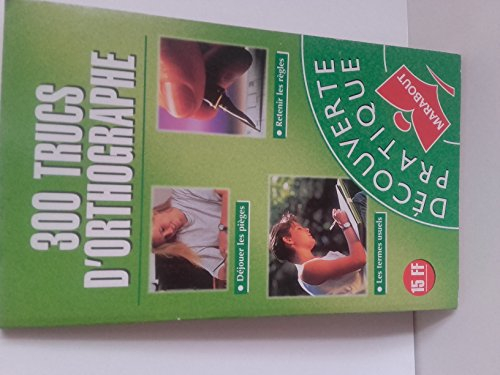 DÉCOUVERTE
PRATIQUE
MARABOUT
15 FF
• Retenir les règles
• Les termes usuels
• Déjouer les pièges
300 TRUCS
D'ORTHOGRAPHE